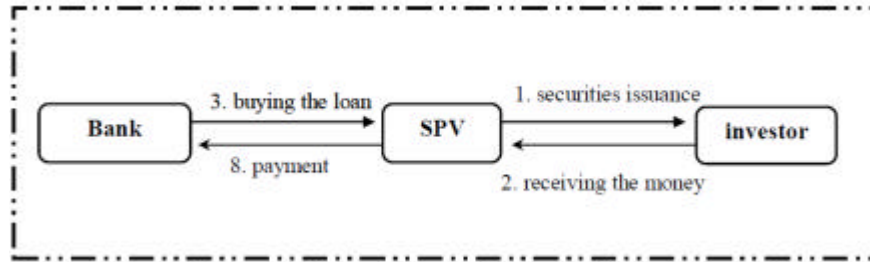 3. buying the loan
1. securities issuance
Bank
SPV
investor
8. payment
2. receiving the money